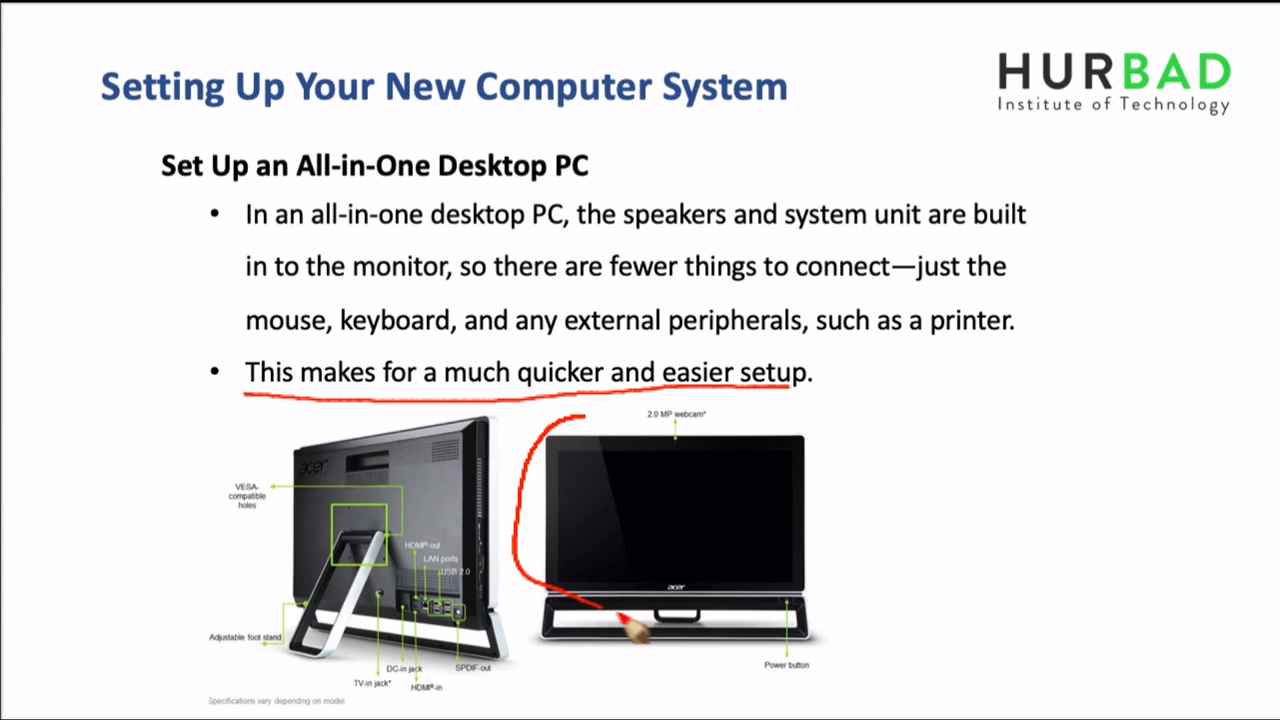 Setting Up Your New Computer System
HURBAD
Institute of Technology
Set Up an All-in-One Desktop PC
• In an all-in-one desktop PC, the speakers and system unit are built
in to the monitor, so there are fewer things to connect—just the
mouse, keyboard, and any external peripherals, such as a printer.
• This makes for a much quicker and easier setup.
2.0 MP webcam*
acer
VESA-
compatible
holes
HDMI®-out
LAN ports
USB 2.0
acer
Adjustable foot stand
DC-in jack
SPDIF-out
TV-in jack*
HDMI®-in
Power button
Specifications vary depending on model